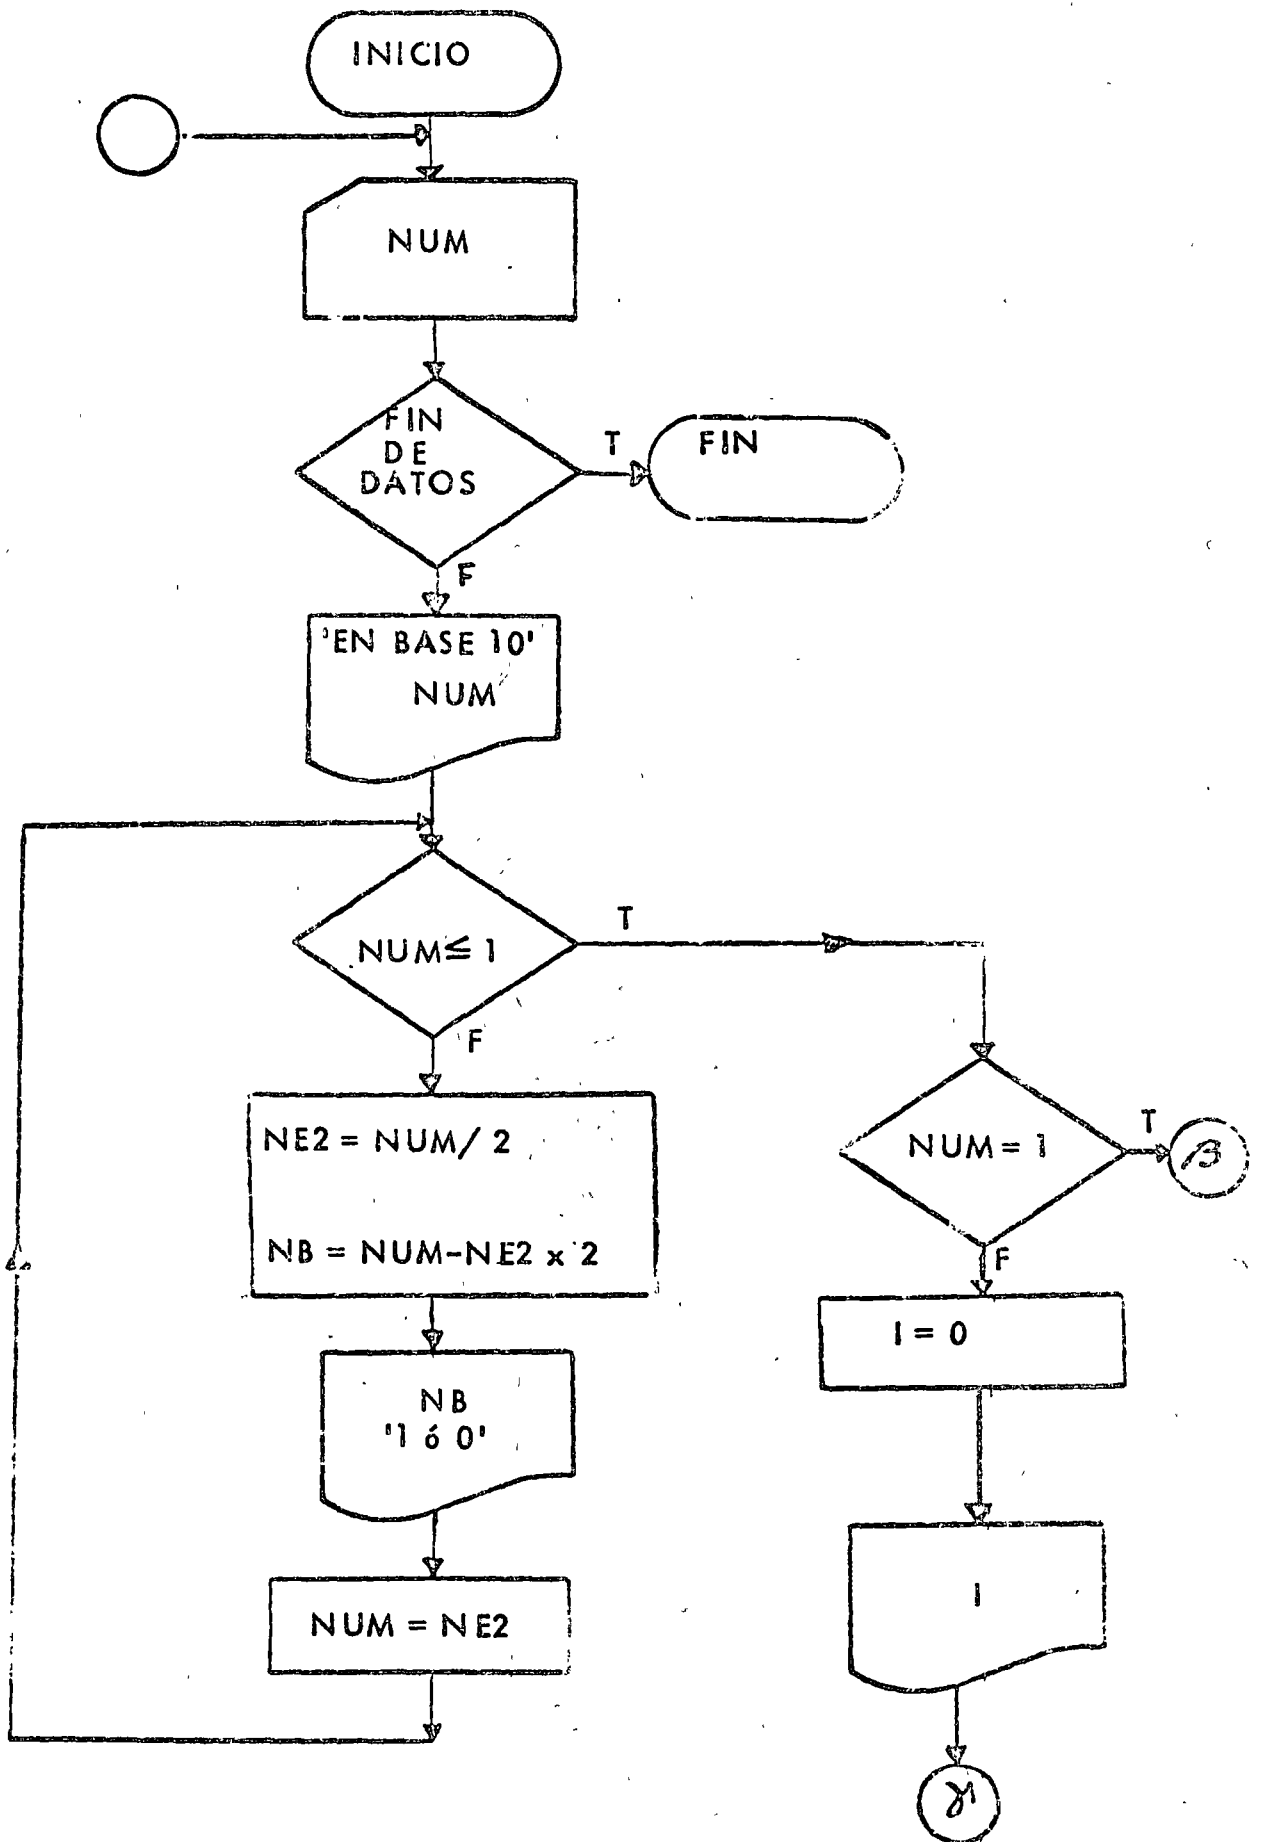 INICIO
NUM
FIN
DE
DATOS
T
FIN
F
'EN BASE 10'
NUM
NUM ≤ 1
T
F
NE2 = NUM/ 2
NB = NUM-NE2 x 2
NB
'1 ó 0'
NUM = NE2
NUM = 1
T
β
F
I = 0
I